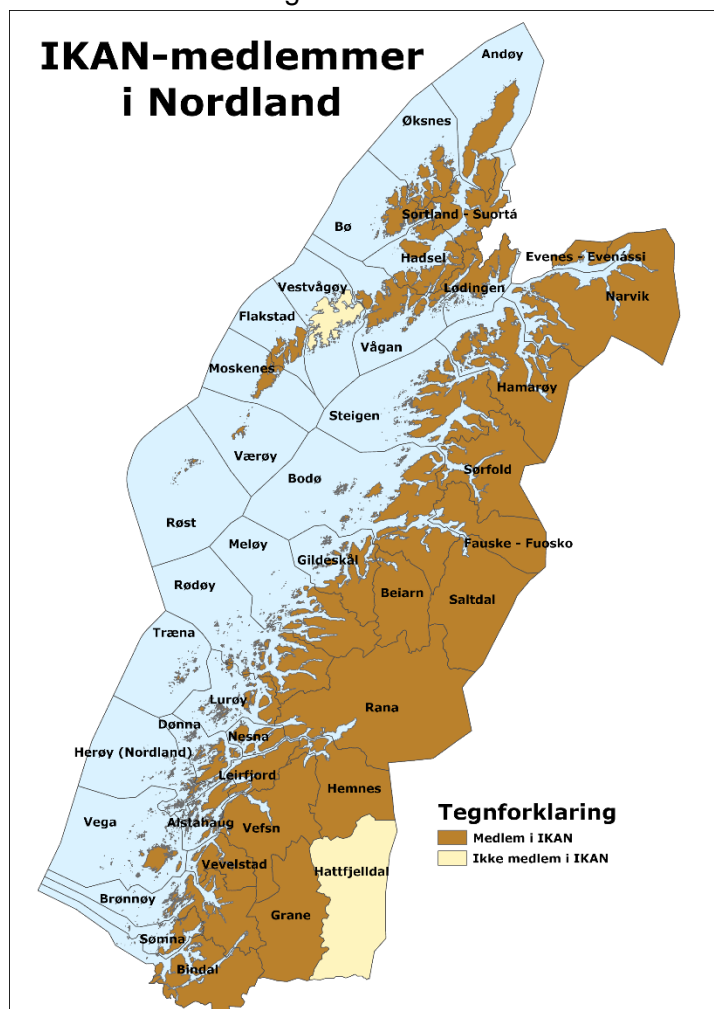 IKAN-medlemmer
i Nordland
Andøy
Øksnes
Sortland - Suortá
Bø
Hadsel
Evenes - Evenássi
Vestvågøy
Lødingen
Narvik
Flakstad
Vågan
Moskenes
Hamarøy
Steigen
Værøy
Sørfold
Bodø
Røst
Meløy
Fauske - Fuosko
Gildeskål
Rødøy
Beiarn
Saltdal
Træna
Lurøy
Rana
Dønna
Nesna
Herøy (Nordland)
Leirfjord
Hemnes
Vega
Alstahaug
Vefsn
Tegnforklaring
Medlem i IKAN
Ikke medlem i IKAN
Vevelstad
Hattfjelldal
Brønnøy
Grane
Sømna
Bindal